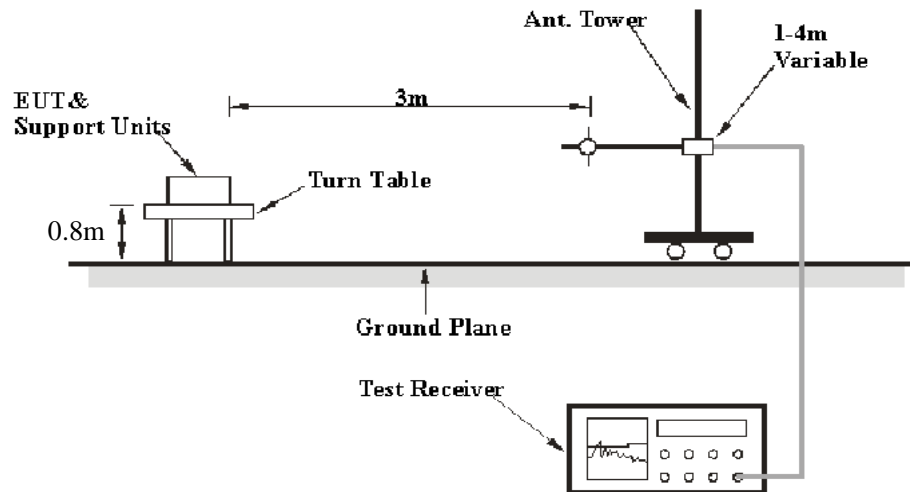 Ant. Tower
1-4m
Variable
EUT&
Support Units
3m
Turn Table
0.8m
Ground Plane
Test Receiver